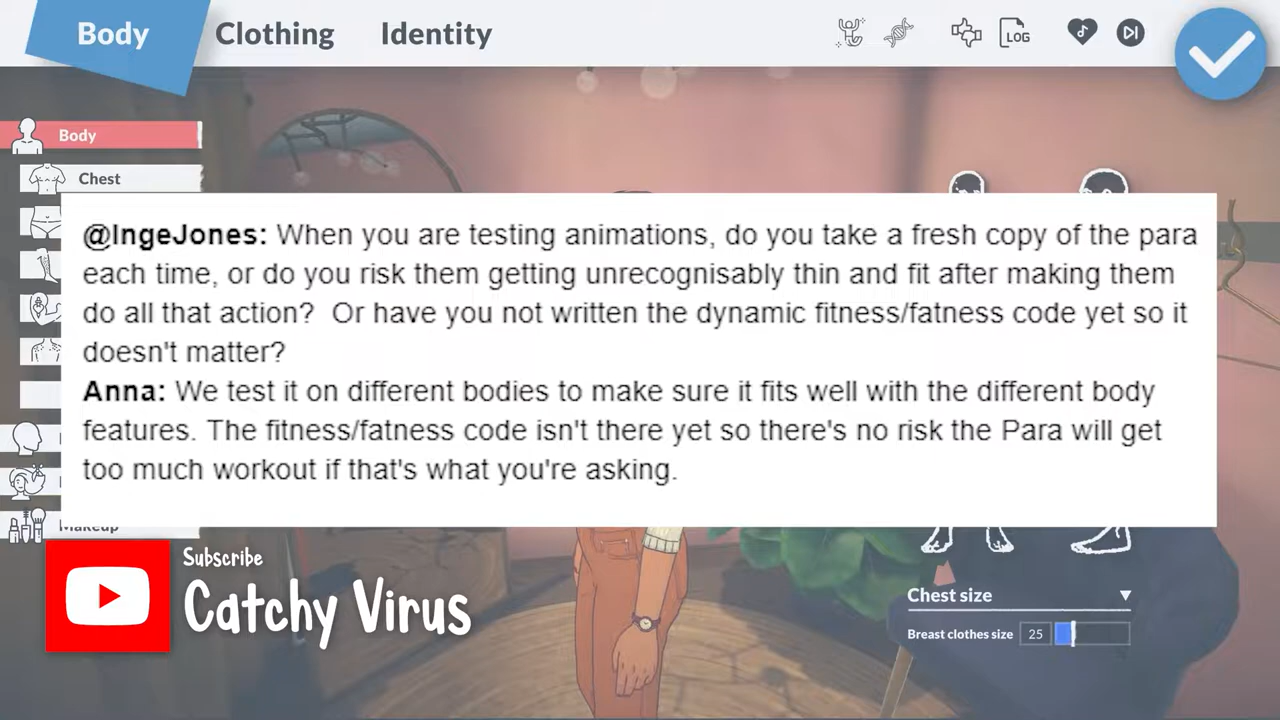 Body
Clothing
Identity
LOG
Body
Chest
@IngeJones: When you are testing animations, do you take a fresh copy of the para
each time, or do you risk them getting unrecognisably thin and fit after making them
do all that action?  Or have you not written the dynamic fitness/fatness code yet so it
doesn't matter?
Anna: We test it on different bodies to make sure it fits well with the different body
features. The fitness/fatness code isn't there yet so there's no risk the Para will get
too much workout if that's what you're asking.
Makeup
Subscribe
Catchy Virus
Chest size
Breast clothes size 25